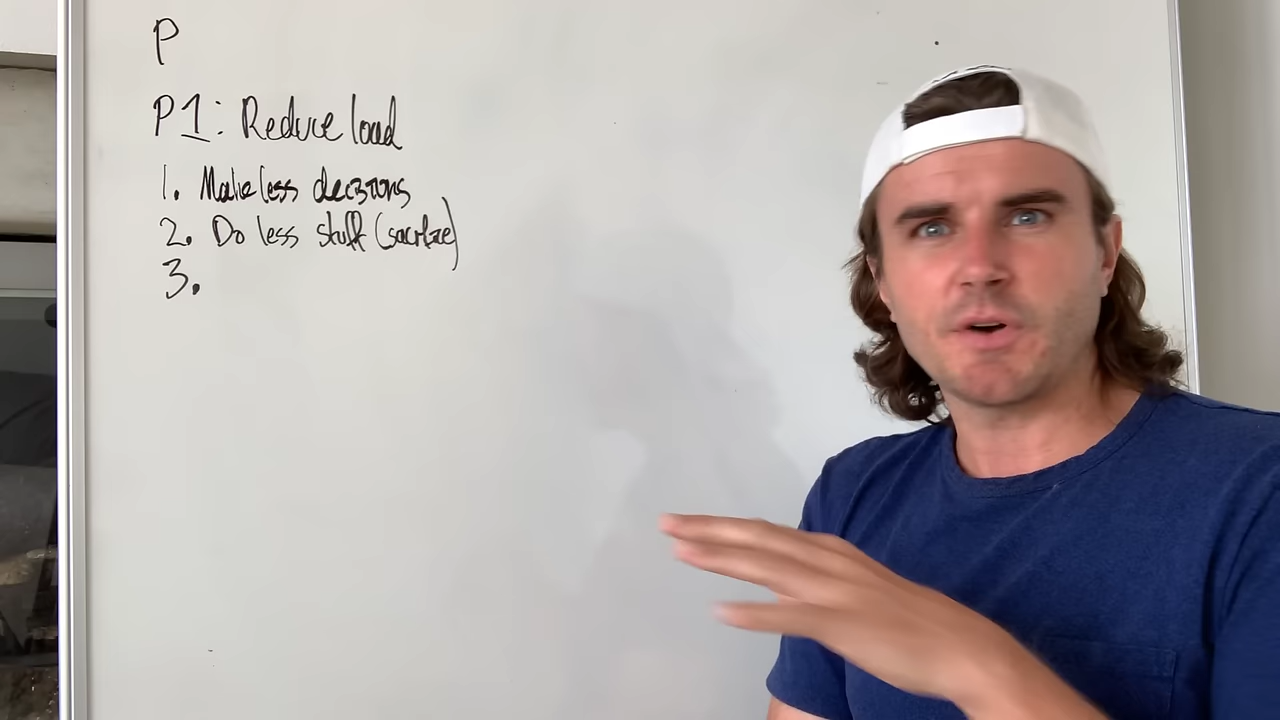 P
P1: Reduce load
1. Make less decisions
2. Do less stuff (sacrifice)
3.